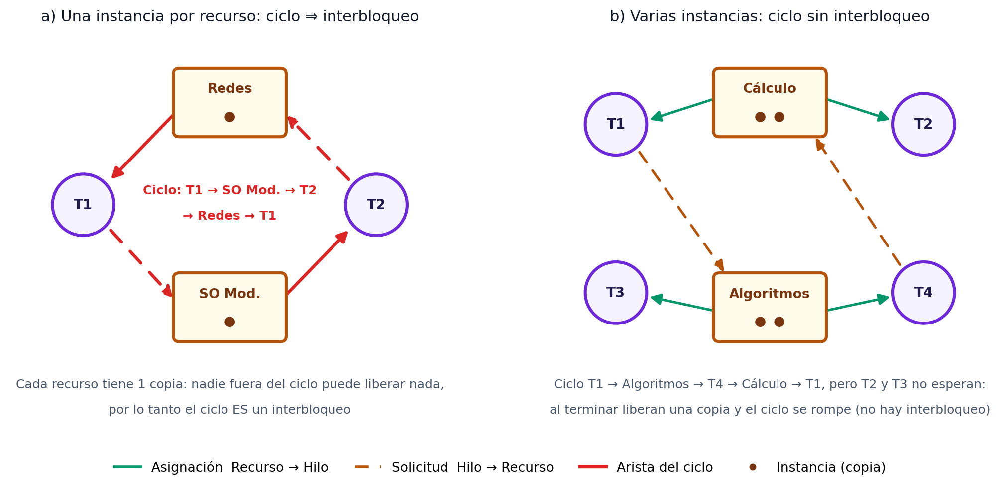 a) Una instancia por recurso: ciclo ⇒ interbloqueo
Redes
T1
Ciclo: T1 → SO Mod. → T2
→ Redes → T1
T2
SO Mod.
Cada recurso tiene 1 copia: nadie fuera del ciclo puede liberar nada,
por lo tanto el ciclo ES un interbloqueo
b) Varias instancias: ciclo sin interbloqueo
Cálculo
T1
T2
T3
Algoritmos
T4
Ciclo T1 → Algoritmos → T4 → Cálculo → T1, pero T2 y T3 no esperan:
al terminar liberan una copia y el ciclo se rompe (no hay interbloqueo)
Asignación  Recurso → Hilo
Solicitud  Hilo → Recurso
Arista del ciclo
Instancia (copia)